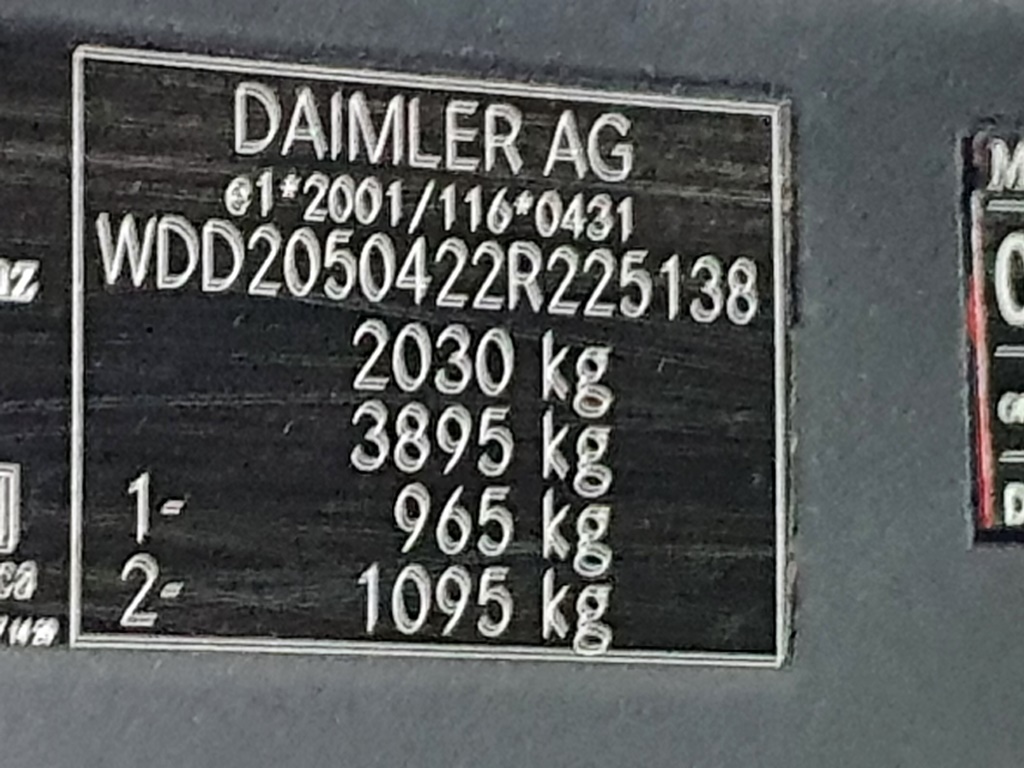 DAIMLER AG
e1*2001/116*0431
WDD2050422R225138
2030 kg
3895 kg
1- 965 kg
2- 1095 kg